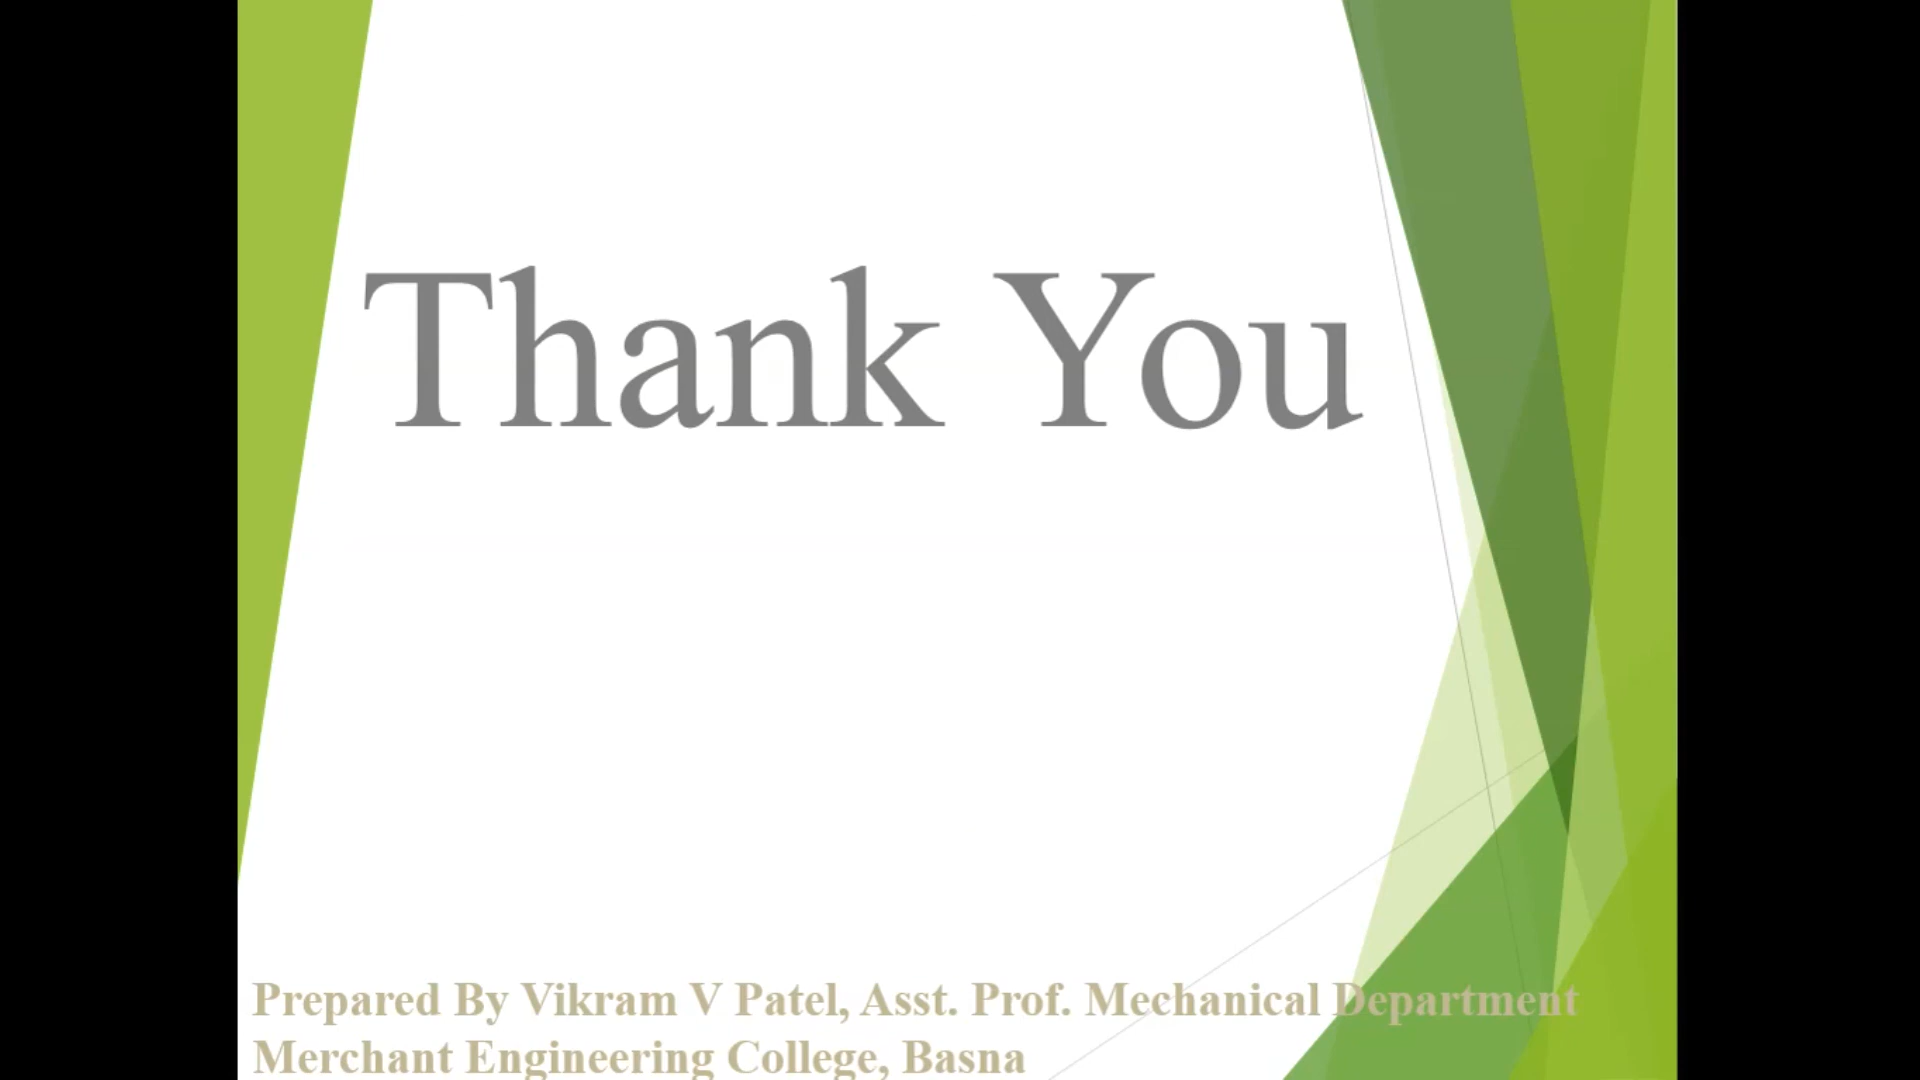 Thank You
Prepared By Vikram V Patel, Asst. Prof. Mechanical Department
Merchant Engineering College, Basna